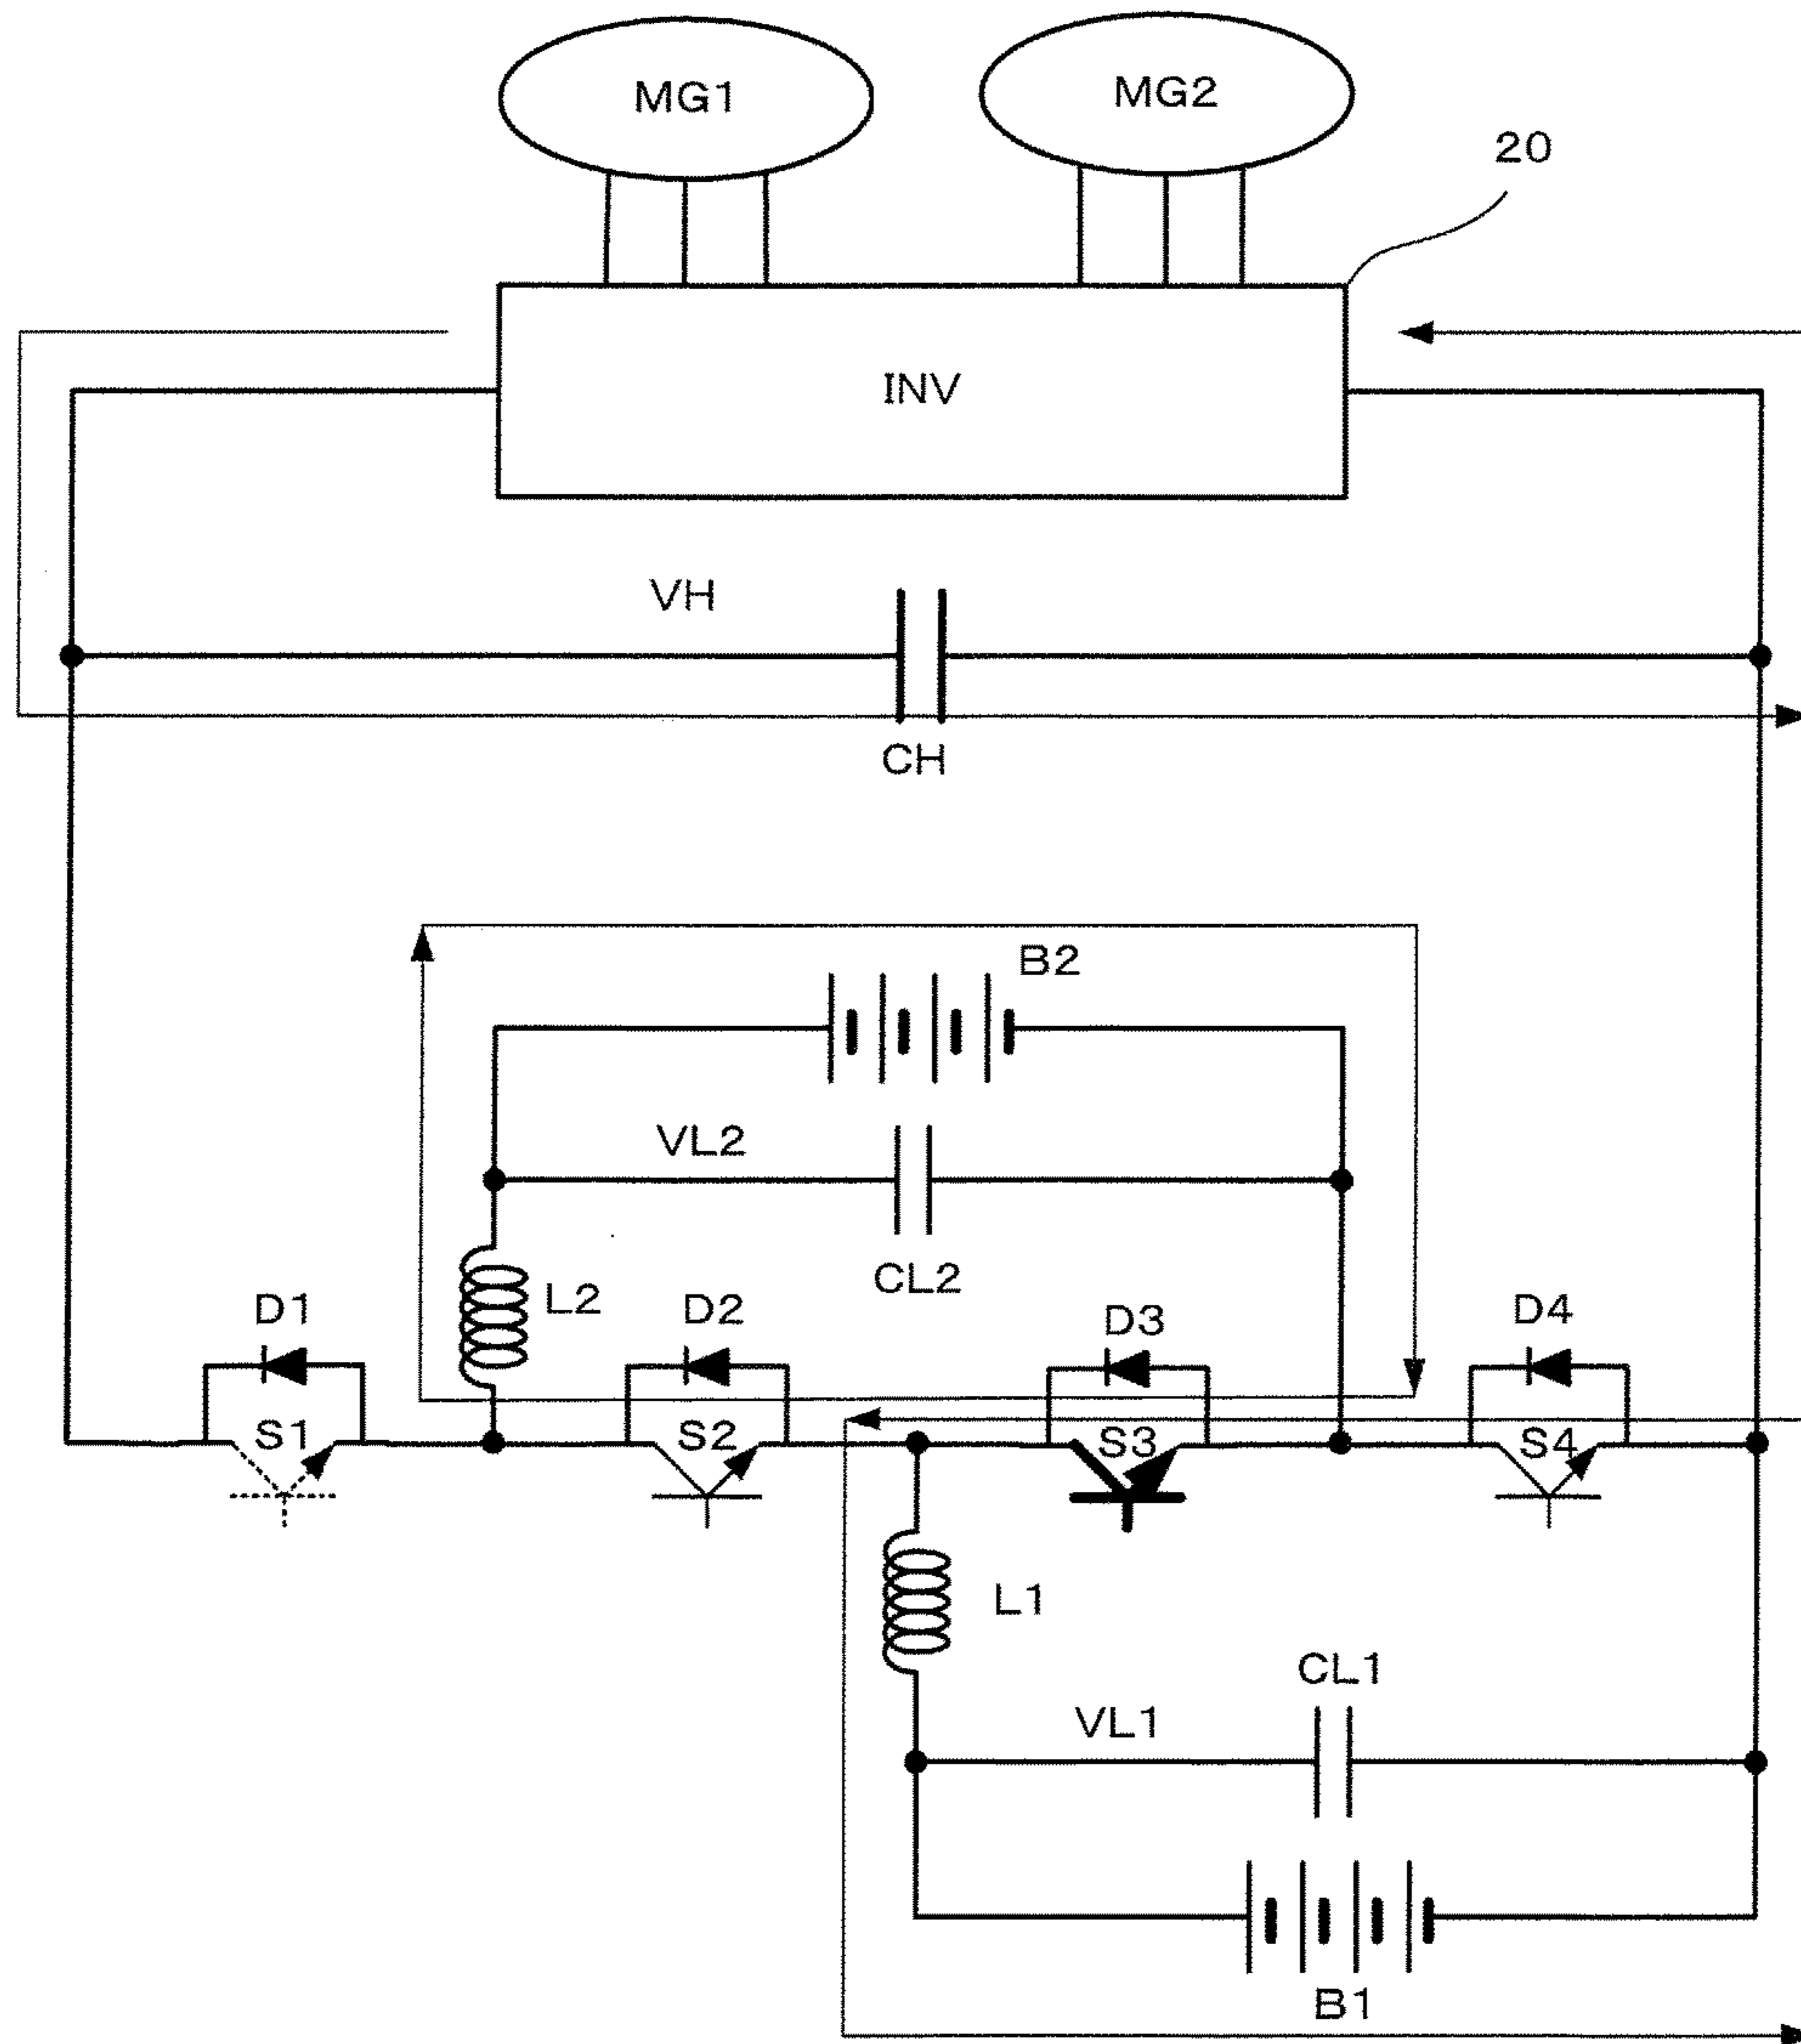 MG1
MG2
20
INV
VH
CH
B2
VL2
CL2
L2
D1
D2
D3
D4
S1
S2
S3
S4
L1
CL1
VL1
B1